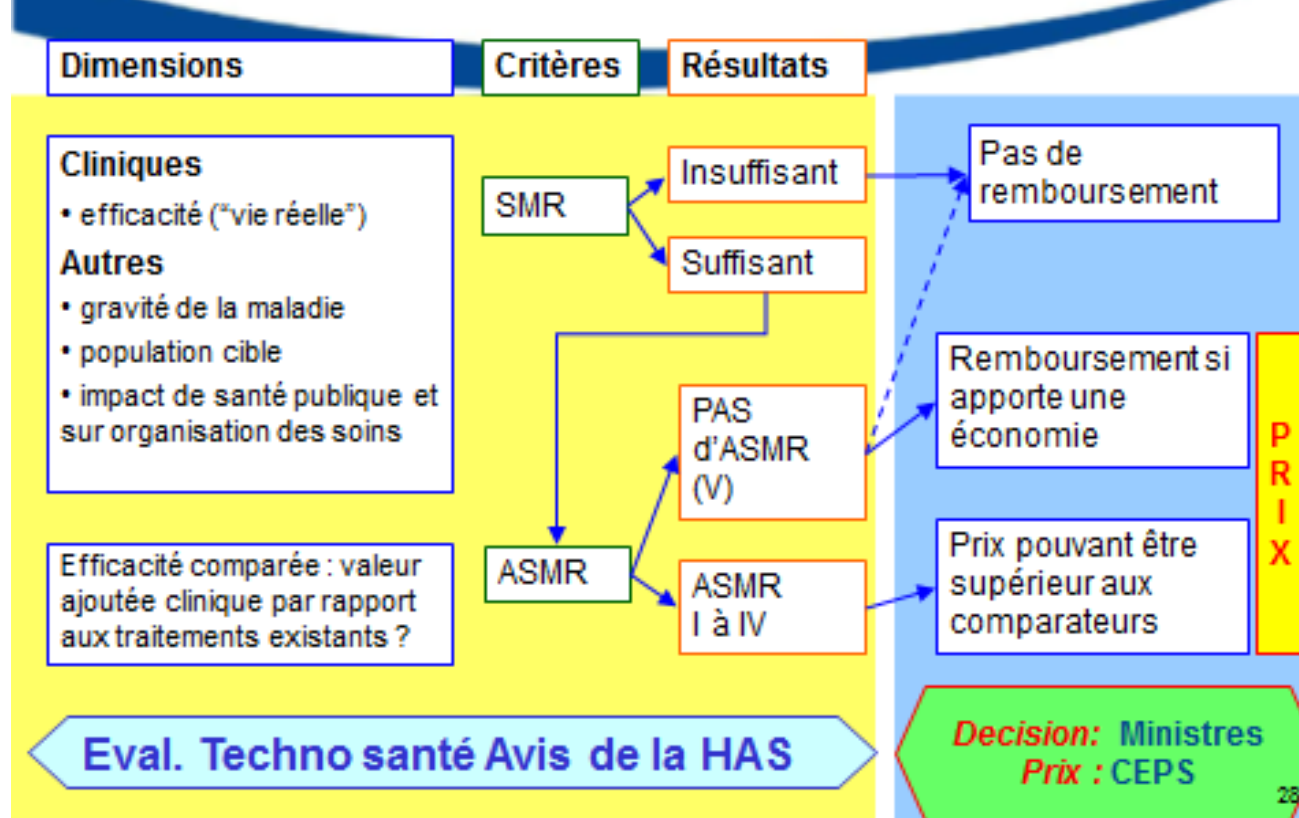 Dimensions
Critères
Résultats
Cliniques
• efficacité (“vie réelle”)
Autres
• gravité de la maladie
• population cible
• impact de santé publique et
sur organisation des soins
SMR
Insuffisant
Suffisant
Pas de
remboursement
PAS
d’ASMR
(V)
Remboursement si
apporte une
économie
Efficacité comparée : valeur
ajoutée clinique par rapport
aux traitements existants ?
ASMR
ASMR
I à IV
Prix pouvant être
supérieur aux
comparateurs
P
R
I
X
Eval. Techno santé Avis de la HAS
Decision: Ministres
Prix : CEPS
28